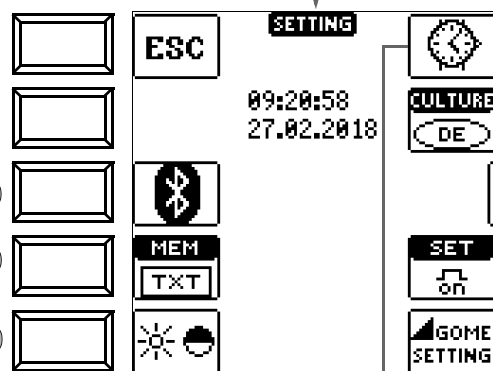 SETTING
ESC
09:20:58
27.02.2018
CULTURE
DE
MEM
TXT
SET
on
GOME
SETTING